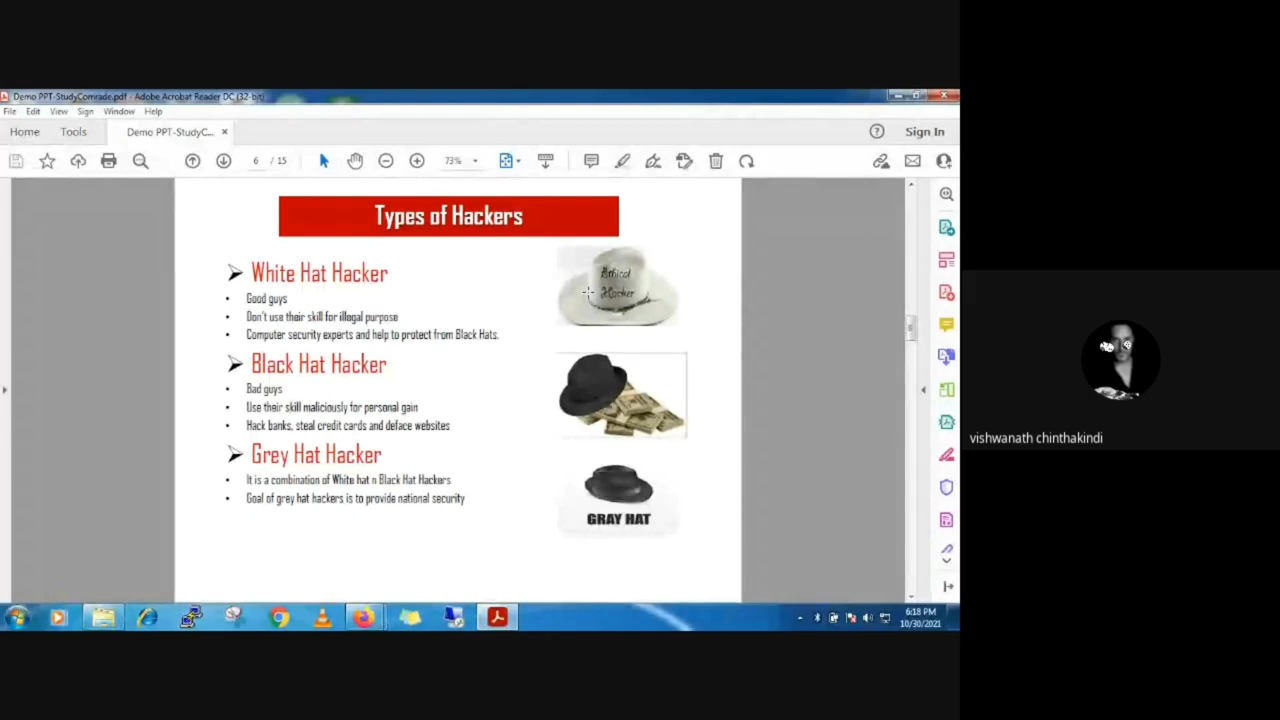 Demo PPT-StudyComrade.pdf - Adobe Acrobat Reader DC (32-bit)
File Edit View Sign Window Help
Home Tools Demo PPT-StudyC... × Sign In
6 / 15 73%
Types of Hackers
White Hat Hacker
Good guys
Don't use their skill for illegal purpose
Computer security experts and help to protect from Black Hats.
Ethical
Hacker
Black Hat Hacker
Bad guys
Use their skill maliciously for personal gain
Hack banks, steal credit cards and deface websites
Grey Hat Hacker
It is a combination of White hat n Black Hat Hackers
Goal of grey hat hackers is to provide national security
GRAY HAT
vishwanath chinthakindi
6:18 PM
10/30/2021